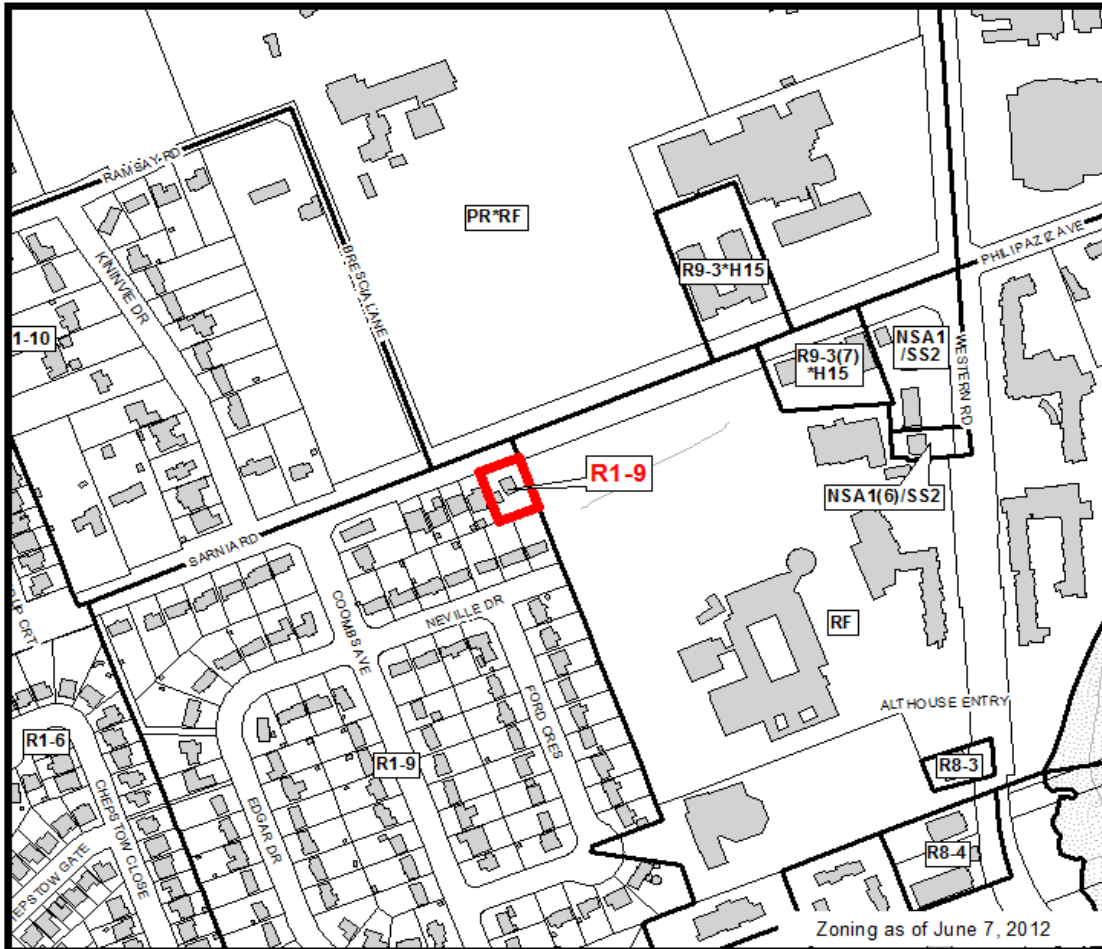 RAMSAY RD
KININVIE DR
BRESCIA LANE
PR*RF
R9-3*H15
PHILIP AZIZ AVE
1-10
R9-3(7)
*H15
NSA1
/SS2
WESTERN RD
R1-9
NSA1(6)/SS2
SARNIA RD
COOMBS AVE
NEVILLE DR
RF
FORD CRES
ALTHOUSE ENTRY
R1-6
R1-9
R8-3
CHEPSTOW CLOSE
EDGAR DR
R8-4
EPSTOW GATE
Zoning as of June 7, 2012